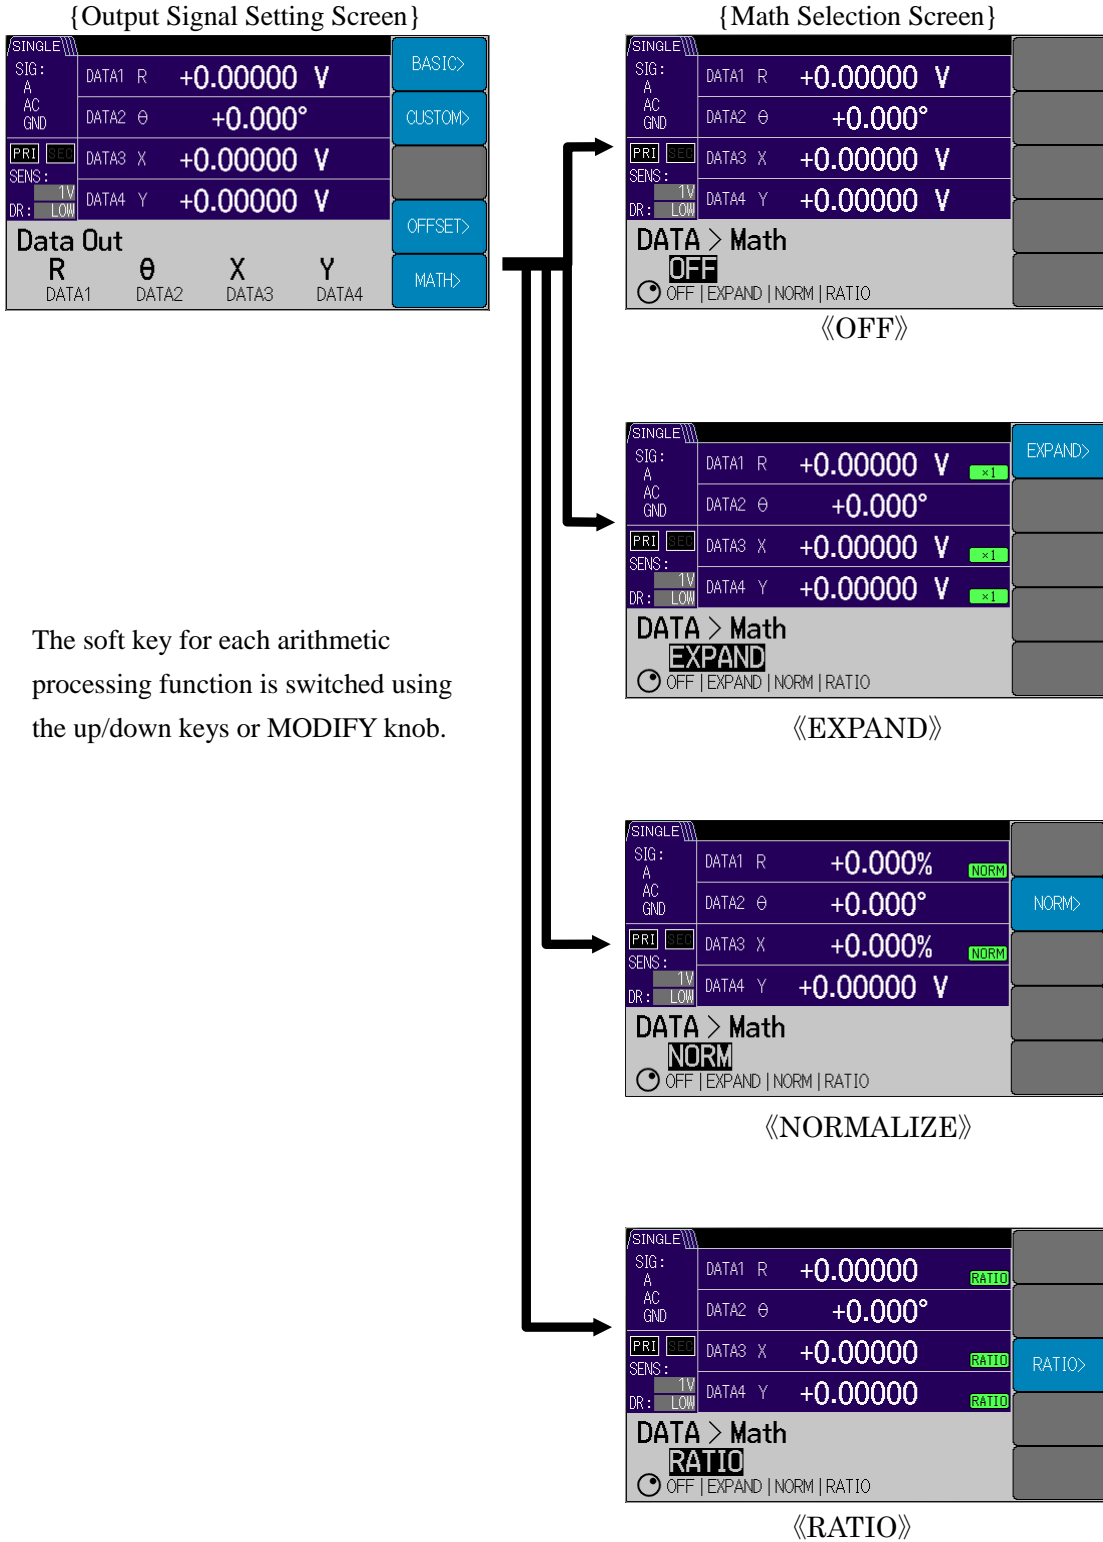 {Output Signal Setting Screen}
SINGLE
SIG:
A
AC
GND
PRI SEC
SENS:
1V
DR: LOW
DATA1 R +0.00000 V
DATA2 θ +0.000°
DATA3 X +0.00000 V
DATA4 Y +0.00000 V
Data Out
R θ X Y
DATA1 DATA2 DATA3 DATA4
BASIC>
CUSTOM>
OFFSET>
MATH>
The soft key for each arithmetic
processing function is switched using
the up/down keys or MODIFY knob.
{Math Selection Screen}
SINGLE
SIG:
A
AC
GND
PRI SEC
SENS:
1V
DR: LOW
DATA1 R +0.00000 V
DATA2 θ +0.000°
DATA3 X +0.00000 V
DATA4 Y +0.00000 V
DATA > Math
OFF
OFF | EXPAND | NORM | RATIO
《OFF》
SINGLE
SIG:
A
AC
GND
PRI SEC
SENS:
1V
DR: LOW
DATA1 R +0.00000 V ×1
DATA2 θ +0.000°
DATA3 X +0.00000 V ×1
DATA4 Y +0.00000 V ×1
DATA > Math
EXPAND
OFF | EXPAND | NORM | RATIO
EXPAND>
《EXPAND》
SINGLE
SIG:
A
AC
GND
PRI SEC
SENS:
1V
DR: LOW
DATA1 R +0.000% NORM
DATA2 θ +0.000°
DATA3 X +0.000% NORM
DATA4 Y +0.00000 V
DATA > Math
NORM
OFF | EXPAND | NORM | RATIO
NORM>
《NORMALIZE》
SINGLE
SIG:
A
AC
GND
PRI SEC
SENS:
1V
DR: LOW
DATA1 R +0.00000 RATIO
DATA2 θ +0.000°
DATA3 X +0.00000 RATIO
DATA4 Y +0.00000 RATIO
DATA > Math
RATIO
OFF | EXPAND | NORM | RATIO
RATIO>
《RATIO》